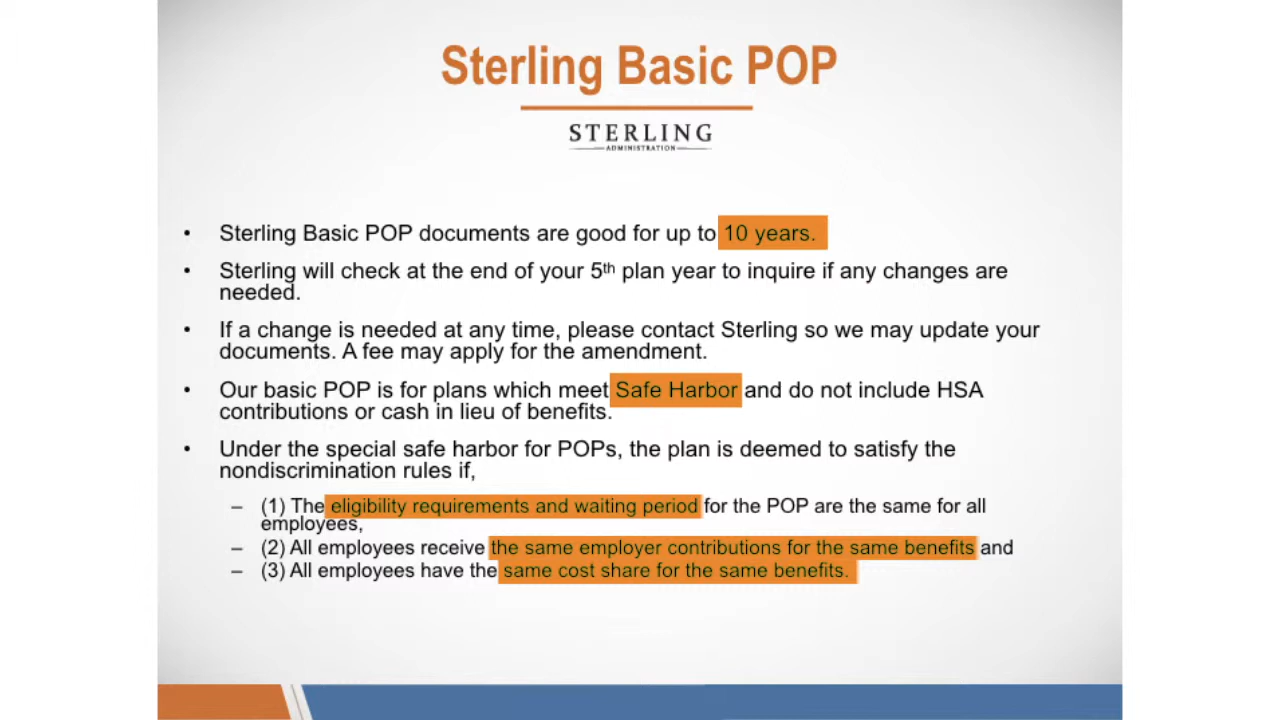 Sterling Basic POP
STERLING
ADMINISTRATION
• Sterling Basic POP documents are good for up to 10 years.
• Sterling will check at the end of your 5th plan year to inquire if any changes are
needed.
• If a change is needed at any time, please contact Sterling so we may update your
documents. A fee may apply for the amendment.
• Our basic POP is for plans which meet Safe Harbor and do not include HSA
contributions or cash in lieu of benefits.
• Under the special safe harbor for POPs, the plan is deemed to satisfy the
nondiscrimination rules if,
– (1) The eligibility requirements and waiting period for the POP are the same for all
employees,
– (2) All employees receive the same employer contributions for the same benefits and
– (3) All employees have the same cost share for the same benefits.